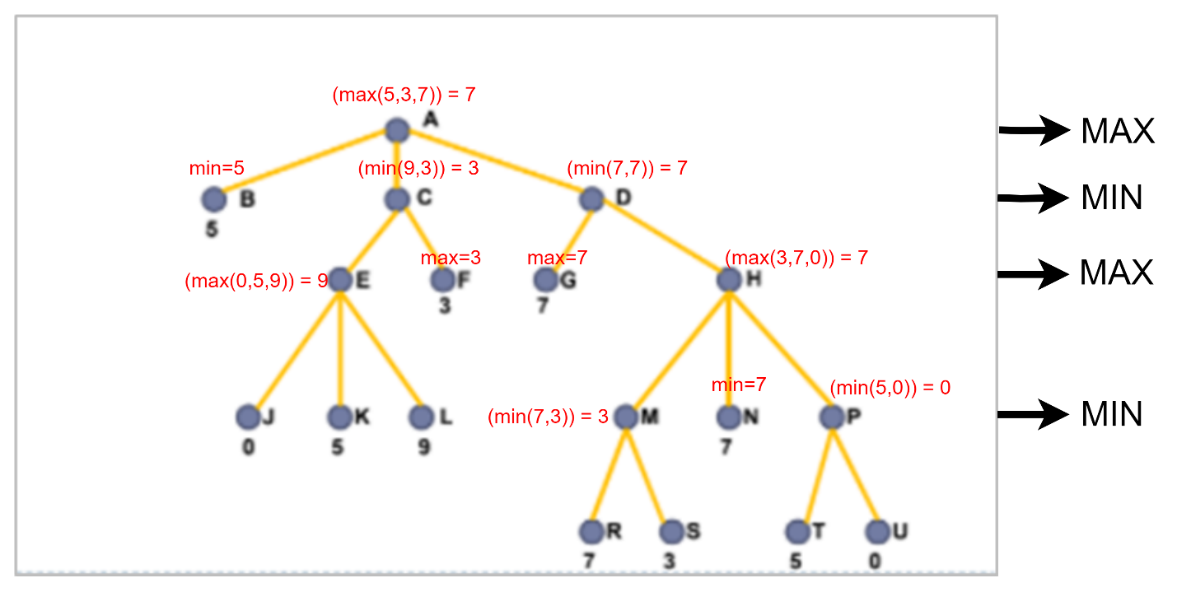 (max(5,3,7)) = 7
A
MAX
min=5
(min(9,3)) = 3
(min(7,7)) = 7
B
C
D
MIN
5
max=3
max=7
(max(3,7,0)) = 7
(max(0,5,9)) = 9
E
F
G
H
MAX
3
7
min=7
(min(5,0)) = 0
J
K
L
(min(7,3)) = 3
M
N
P
MIN
0
5
9
7
R
S
T
U
7
3
5
0